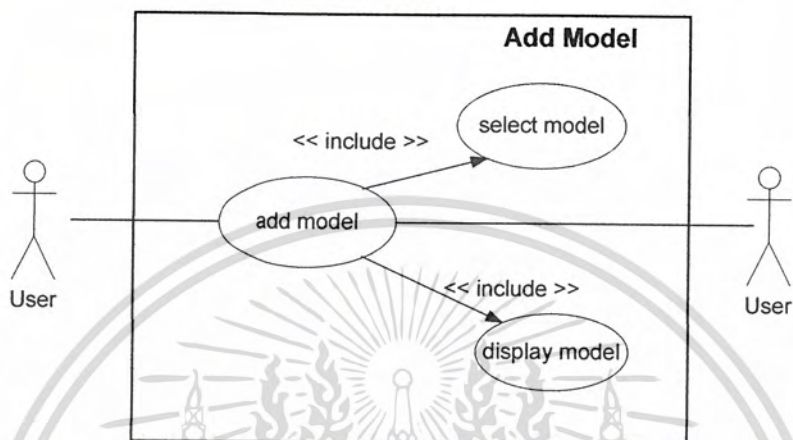 Add Model
select model
<< include >>
add model
<< include >>
User
User
display model